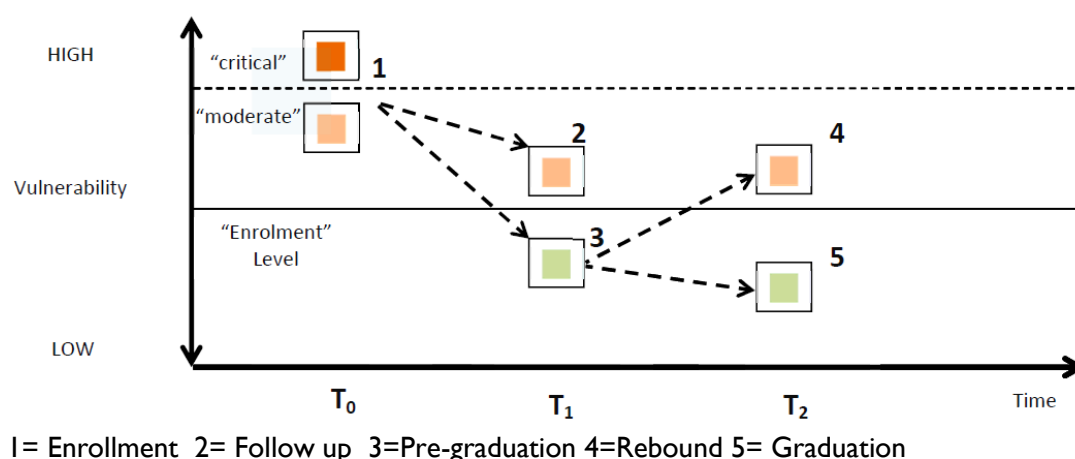 HIGH
“critical”
1
“moderate”
2
4
Vulnerability
“Enrolment”
Level
3
5
LOW
T₀
T₁
T₂
Time
1= Enrollment 2= Follow up 3=Pre-graduation 4=Rebound 5= Graduation